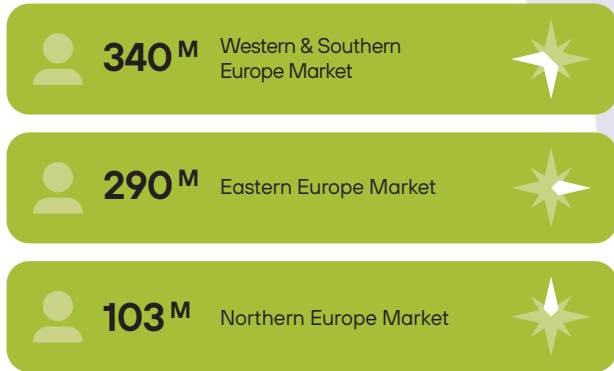 340 M
Western & Southern
Europe Market
290 M
Eastern Europe Market
103 M
Northern Europe Market